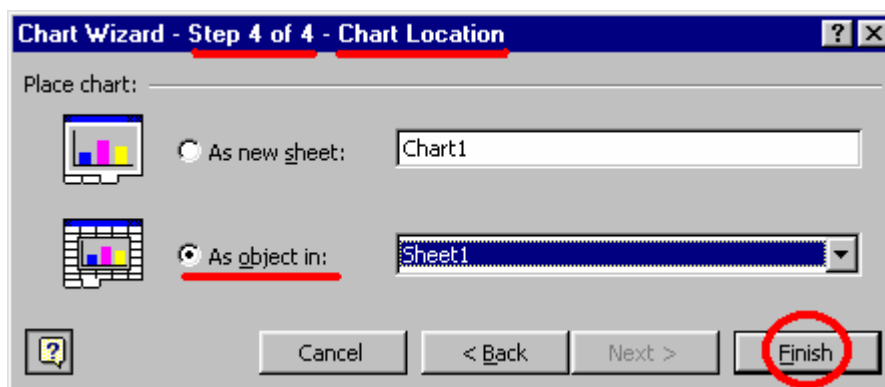 Chart Wizard - Step 4 of 4 - Chart Location
Place chart:
As new sheet: Chart1
As object in: Sheet1
Cancel < Back Next > Finish